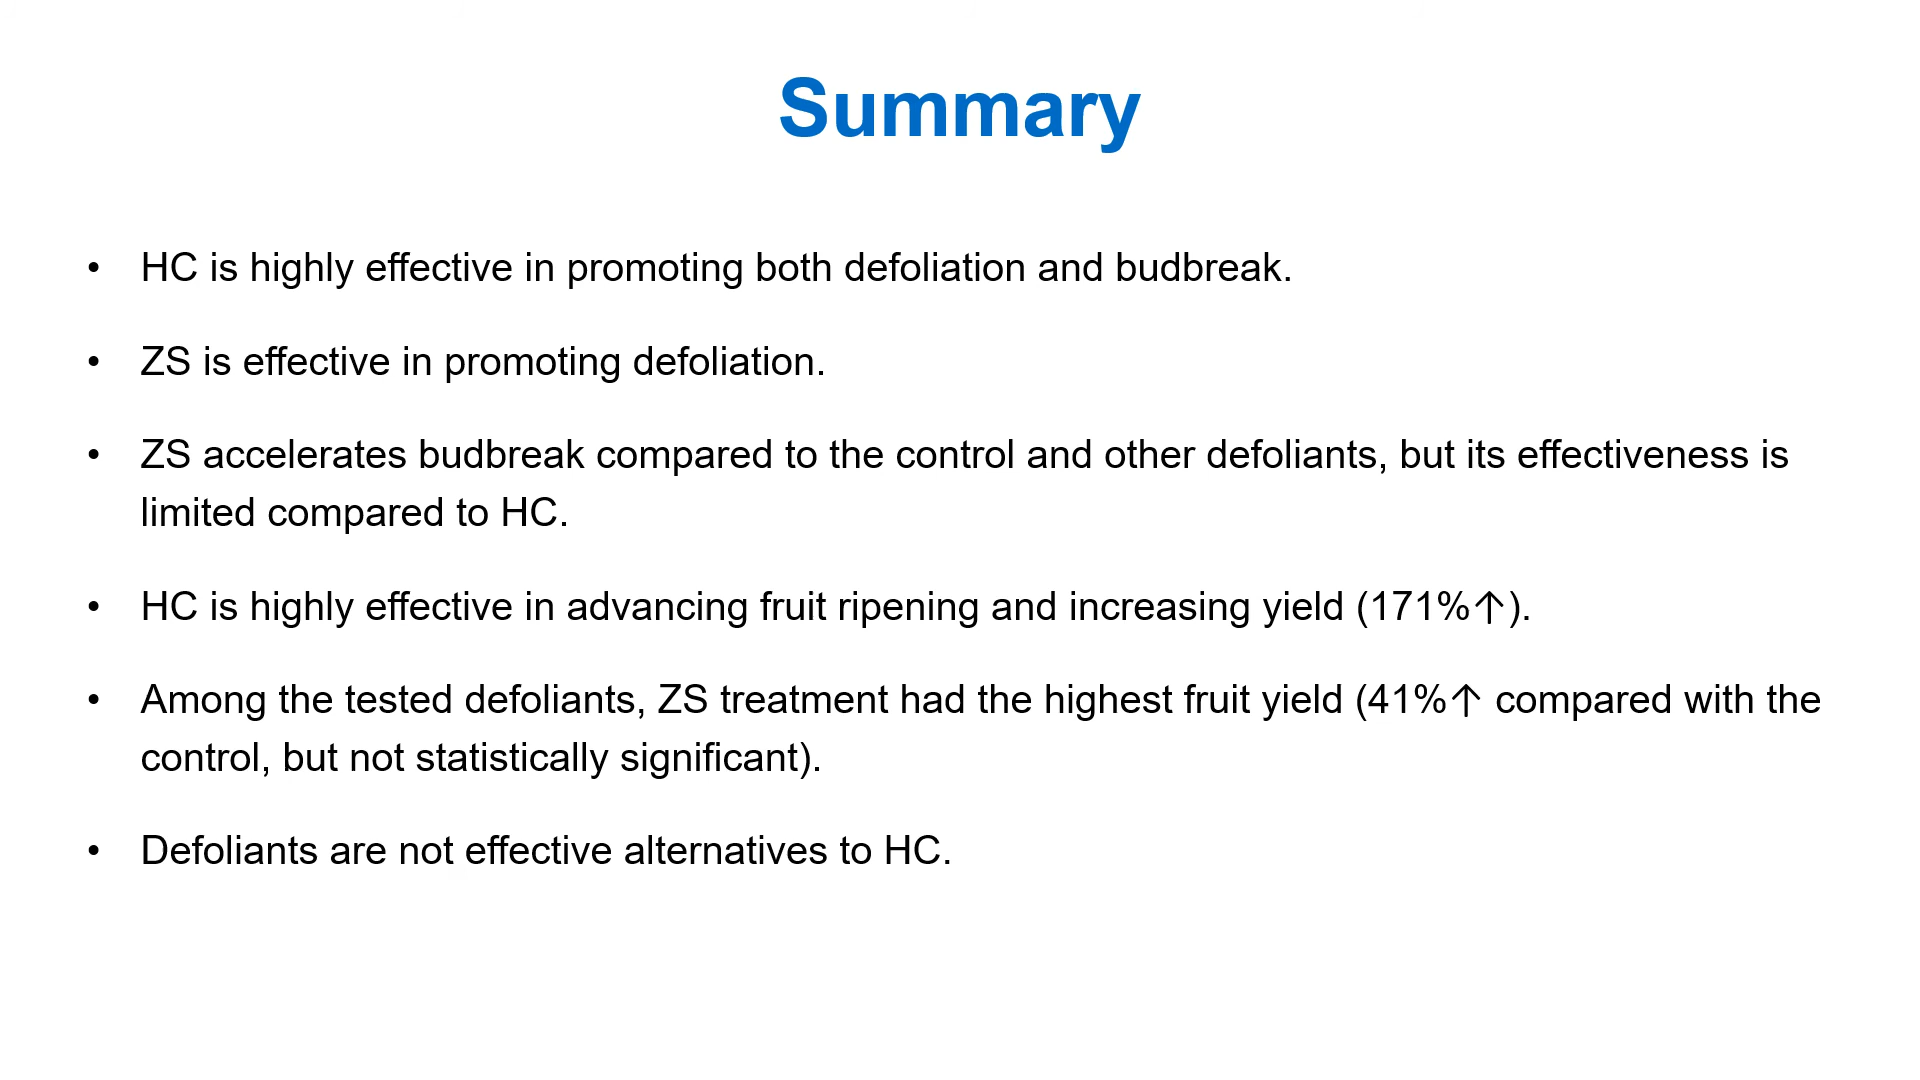 Summary
• HC is highly effective in promoting both defoliation and budbreak.
• ZS is effective in promoting defoliation.
• ZS accelerates budbreak compared to the control and other defoliants, but its effectiveness is
limited compared to HC.
• HC is highly effective in advancing fruit ripening and increasing yield (171%↑).
• Among the tested defoliants, ZS treatment had the highest fruit yield (41%↑ compared with the
control, but not statistically significant).
• Defoliants are not effective alternatives to HC.